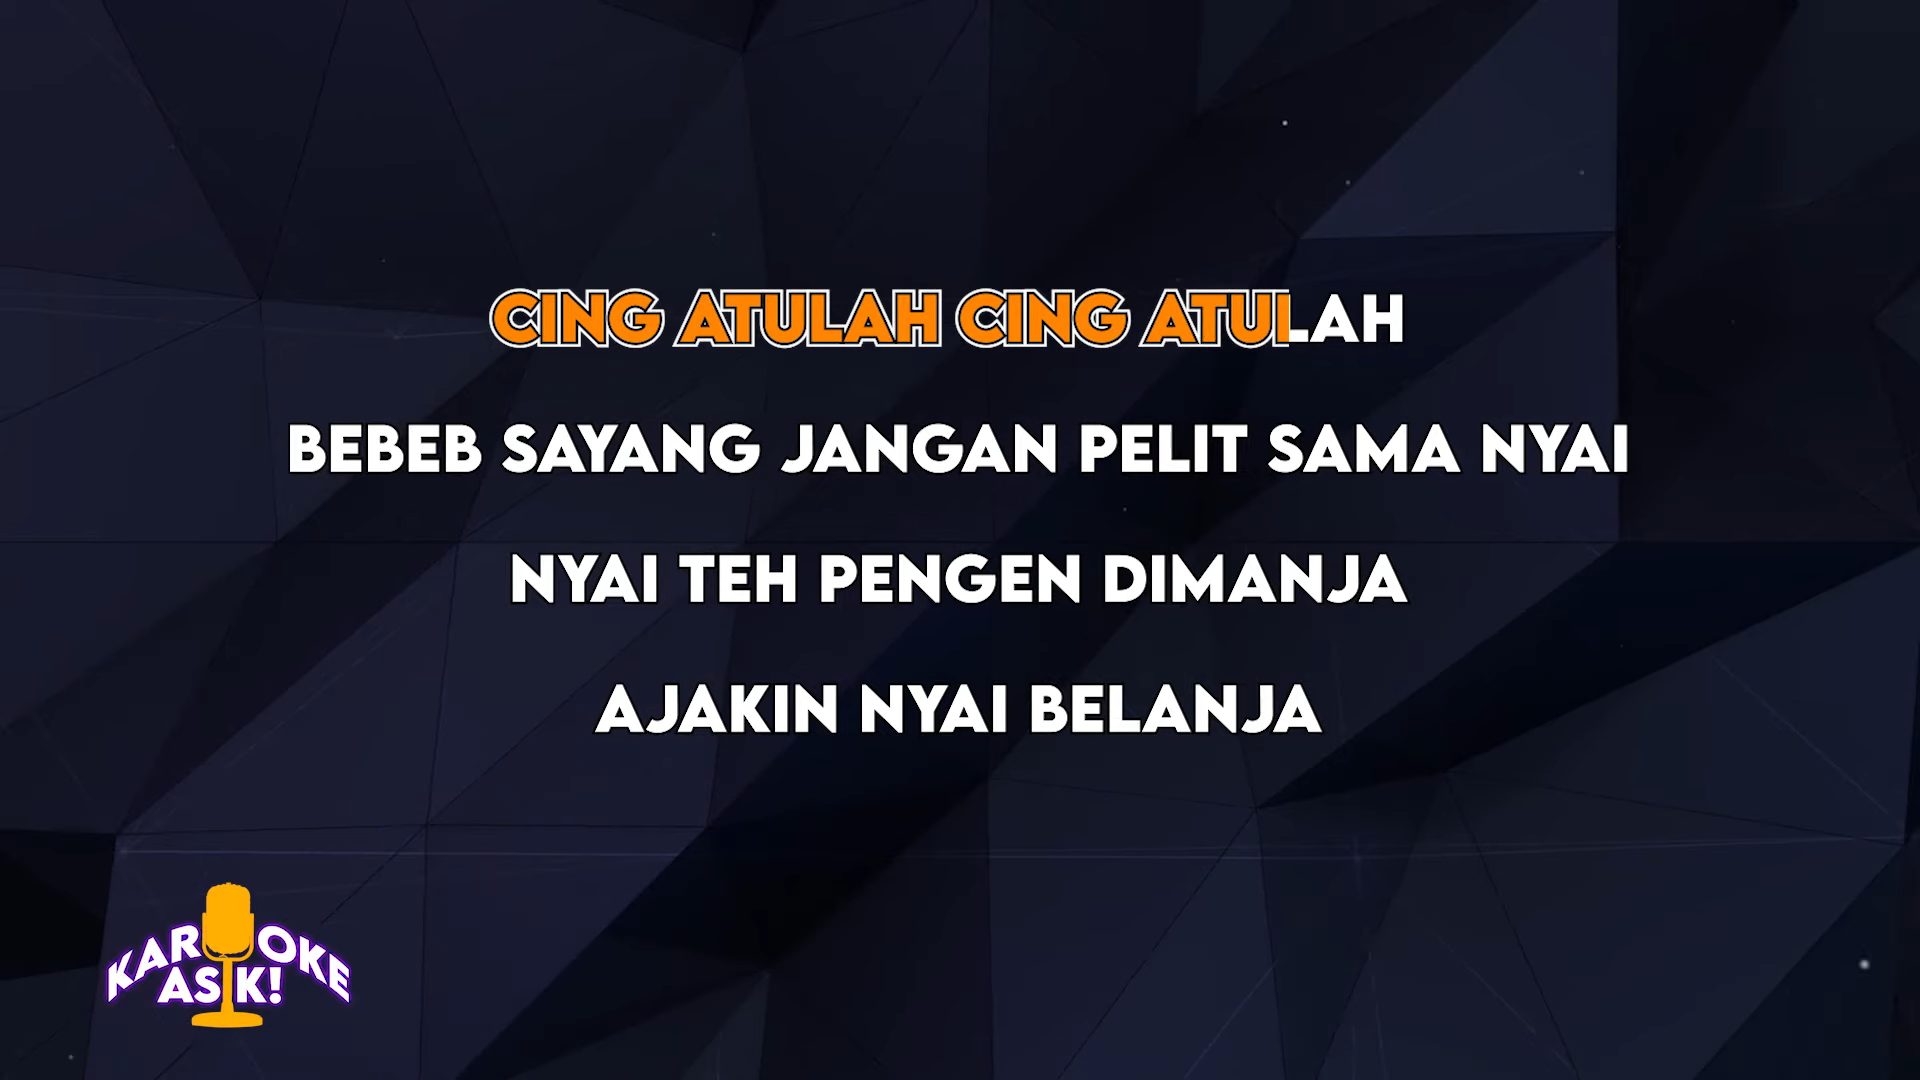 CING ATULAH CING ATULAH
BEBEB SAYANG JANGAN PELIT SAMA NYAI
NYAI TEH PENGEN DIMANJA
AJAKIN NYAI BELANJA
KARAOKE
ASIK!